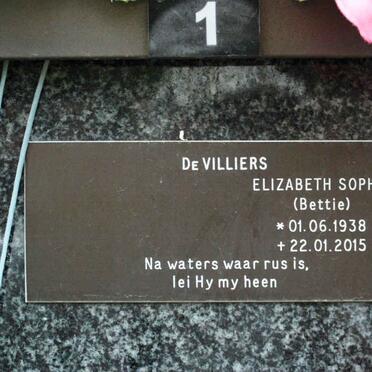 1
DE VILLIERS
ELIZABETH
(Bettie)
* 01.06.1938
+ 22.01.2015
Na waters waar rus is,
lei Hy my heen